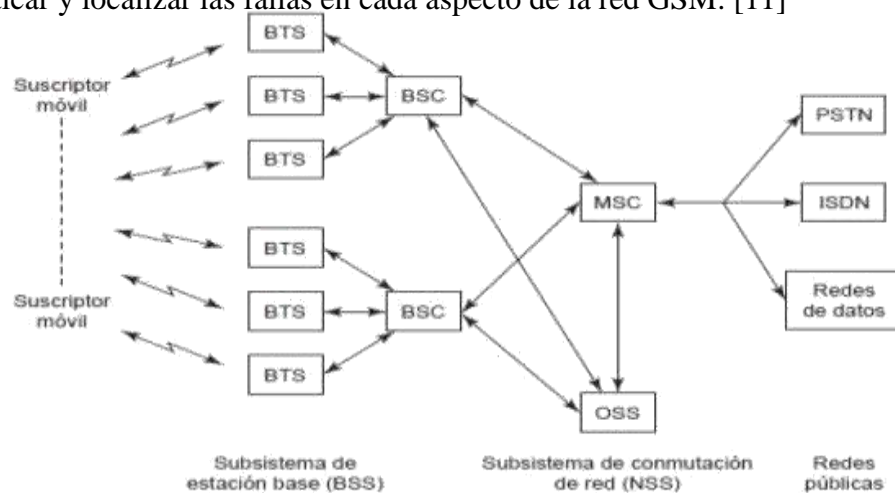 icar y localizar las fallas en cada aspecto de la red GSM. [11]
BTS
Suscriptor
móvil
BTS
BSC
PSTN
BTS
MSC
ISDN
BTS
Suscriptor
móvil
BTS
BSC
Redes
de datos
BTS
OSS
Subsistema de
estación base (BSS)
Subsistema de conmutación
de red (NSS)
Redes
públicas